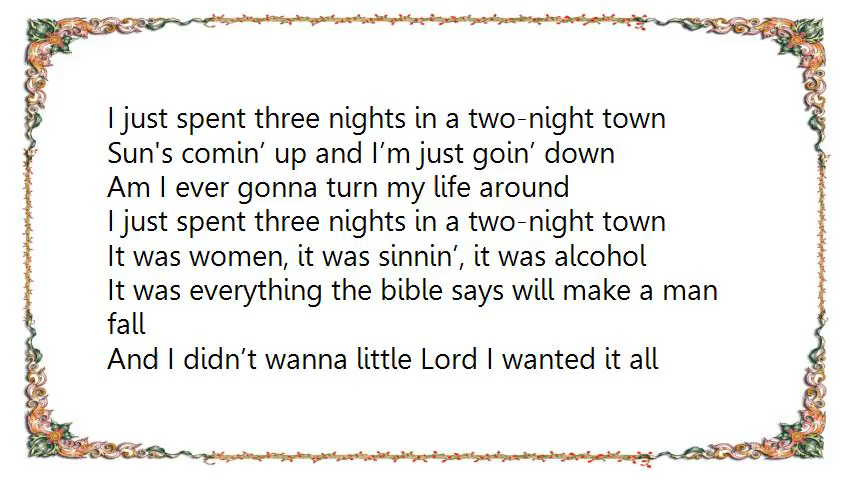 I just spent three nights in a two-night town
Sun's comin’ up and I’m just goin’ down
Am I ever gonna turn my life around
I just spent three nights in a two-night town
It was women, it was sinnin’, it was alcohol
It was everything the bible says will make a man
fall
And I didn’t wanna little Lord I wanted it all